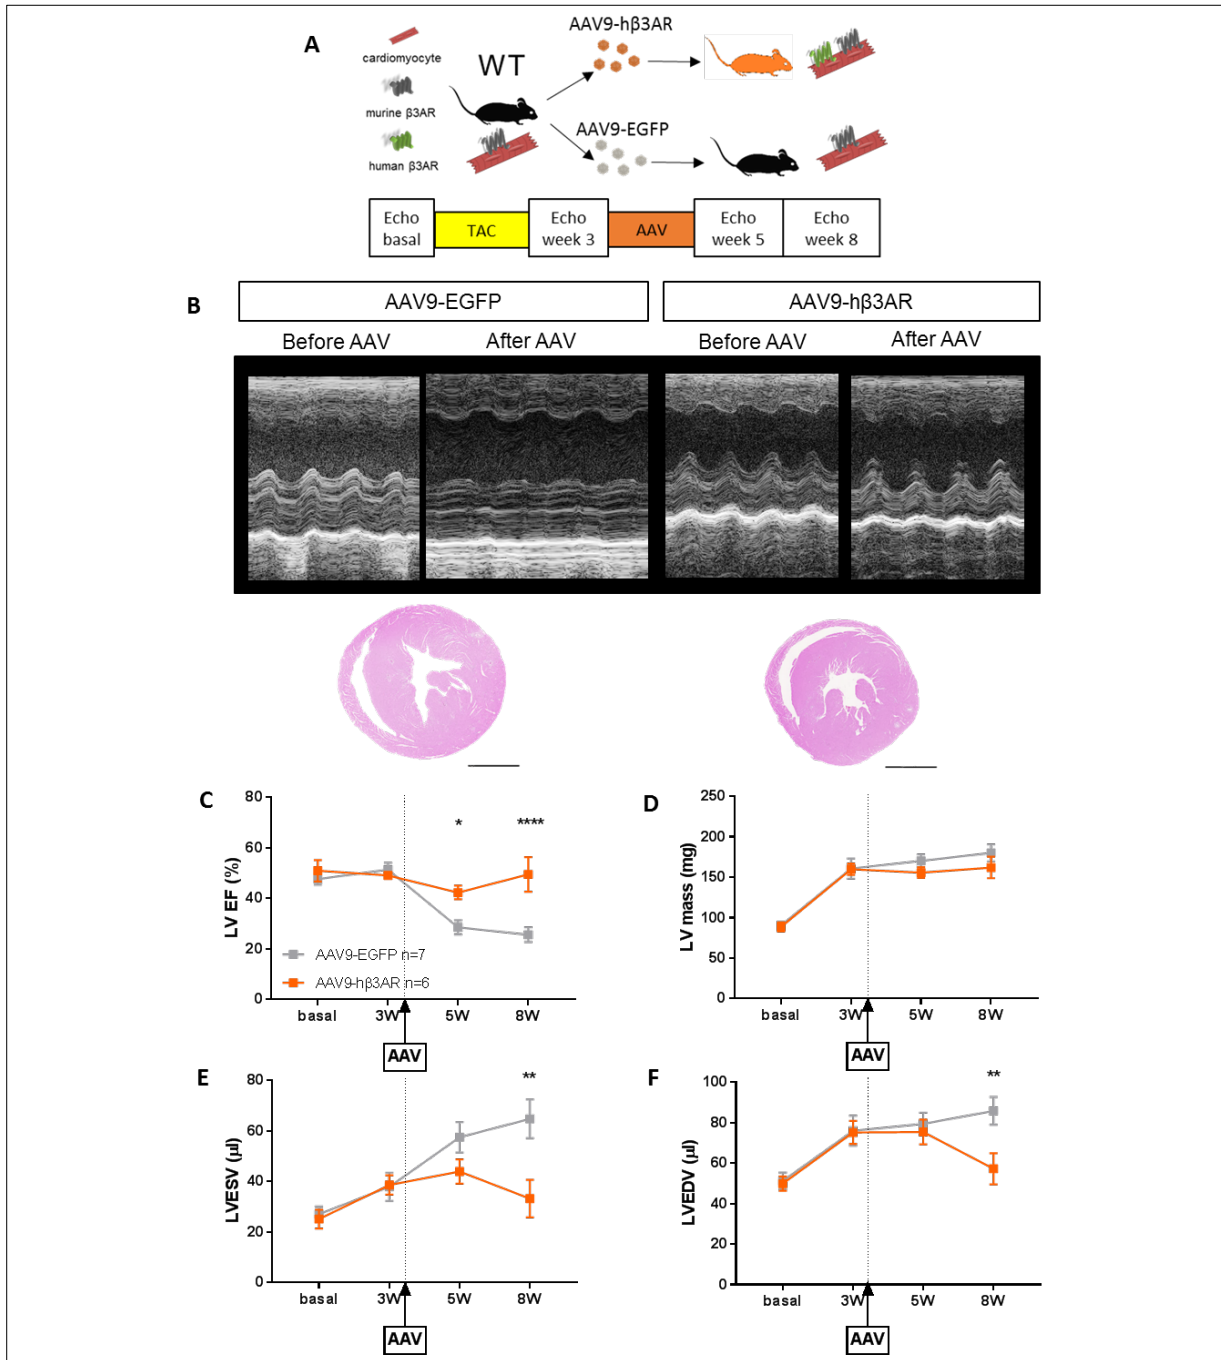 A
cardiomyocyte
murine β3AR
human β3AR
WT
AAV9-hβ3AR
AAV9-EGFP
Echo basal
TAC
Echo week 3
AAV
Echo week 5
Echo week 8
B
AAV9-EGFP
AAV9-hβ3AR
Before AAV
After AAV
Before AAV
After AAV
C
LV EF (%)
80
60
40
20
0
*
****
AAV9-EGFP n=7
AAV9-hβ3AR n=6
basal
3W
5W
8W
AAV
D
LV mass (mg)
250
200
150
100
50
0
basal
3W
5W
8W
AAV
E
LVESV (μl)
80
60
40
20
0
**
basal
3W
5W
8W
AAV
F
LVEDV (μl)
100
80
60
40
20
0
**
basal
3W
5W
8W
AAV